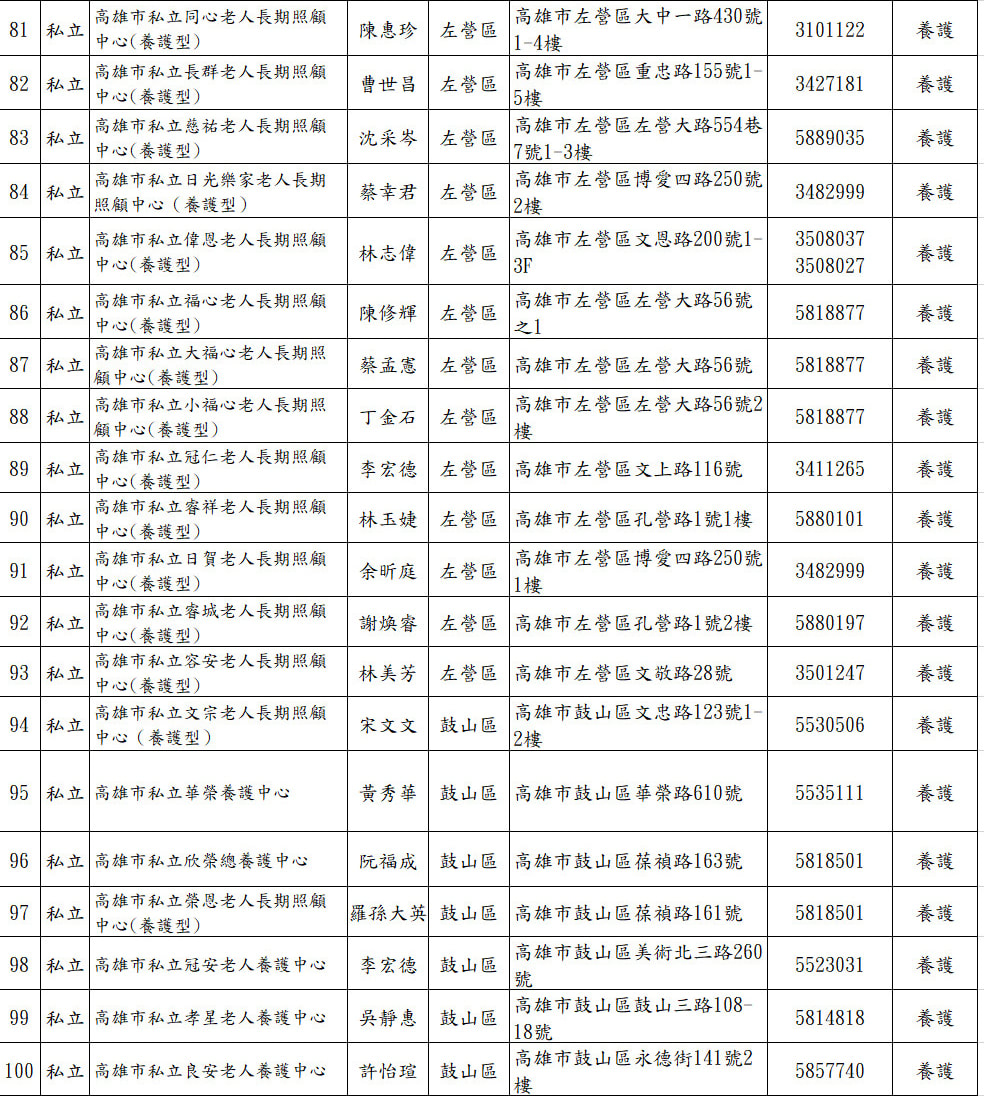 81 私立 高雄市私立同心老人長期照顧中心(養護型) 陳惠珍 左營區 高雄市左營區大中一路430號1-4樓 3101122 養護
82 私立 高雄市私立長群老人長期照顧中心(養護型) 曹世昌 左營區 高雄市左營區重忠路155號1-5樓 3427181 養護
83 私立 高雄市私立慈祐老人長期照顧中心(養護型) 沈采岑 左營區 高雄市左營區左營大路554巷7號1-3樓 5889035 養護
84 私立 高雄市私立日光樂家老人長期照顧中心（養護型） 蔡幸君 左營區 高雄市左營區博愛四路250號2樓 3482999 養護
85 私立 高雄市私立偉恩老人長期照顧中心(養護型) 林志偉 左營區 高雄市左營區文恩路200號1-3F 3508037 3508027 養護
86 私立 高雄市私立福心老人長期照顧中心(養護型) 陳修輝 左營區 高雄市左營區左營大路56號之1 5818877 養護
87 私立 高雄市私立大福心老人長期照顧中心(養護型) 蔡孟憲 左營區 高雄市左營區左營大路56號 5818877 養護
88 私立 高雄市私立小福心老人長期照顧中心(養護型) 丁金石 左營區 高雄市左營區左營大路56號2樓 5818877 養護
89 私立 高雄市私立冠仁老人長期照顧中心(養護型) 李宏德 左營區 高雄市左營區文上路116號 3411265 養護
90 私立 高雄市私立睿祥老人長期照顧中心(養護型) 林玉婕 左營區 高雄市左營區孔營路1號1樓 5880101 養護
91 私立 高雄市私立日賀老人長期照顧中心(養護型) 余昕庭 左營區 高雄市左營區博愛四路250號1樓 3482999 養護
92 私立 高雄市私立睿城老人長期照顧中心(養護型) 謝煥睿 左營區 高雄市左營區孔營路1號2樓 5880197 養護
93 私立 高雄市私立容安老人長期照顧中心(養護型) 林美芳 左營區 高雄市左營區文敬路28號 3501247 養護
94 私立 高雄市私立文宗老人長期照顧中心（養護型） 宋文文 鼓山區 高雄市鼓山區文忠路123號1-2樓 5530506 養護
95 私立 高雄市私立華榮養護中心 黃秀華 鼓山區 高雄市鼓山區華榮路610號 5535111 養護
96 私立 高雄市私立欣榮總養護中心 阮福成 鼓山區 高雄市鼓山區葆禎路163號 5818501 養護
97 私立 高雄市私立榮恩老人長期照顧中心(養護型) 羅孫大英 鼓山區 高雄市鼓山區葆禎路161號 5818501 養護
98 私立 高雄市私立冠安老人養護中心 李宏德 鼓山區 高雄市鼓山區美術北三路260號 5523031 養護
99 私立 高雄市私立孝星老人養護中心 吳靜惠 鼓山區 高雄市鼓山區鼓山三路108-18號 5814818 養護
100 私立 高雄市私立良安老人養護中心 許怡瑄 鼓山區 高雄市鼓山區永德街141號2樓 5857740 養護